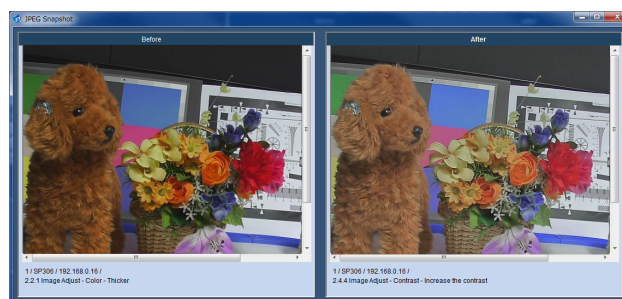 JPEG Snapshot
Before
After
1 / SP306 / 192.168.0.16 /
2.2.1 Image Adjust - Color - Thicker
1 / SP306 / 192.168.0.16 /
2.4.4 Image Adjust - Contrast - Increase the contrast